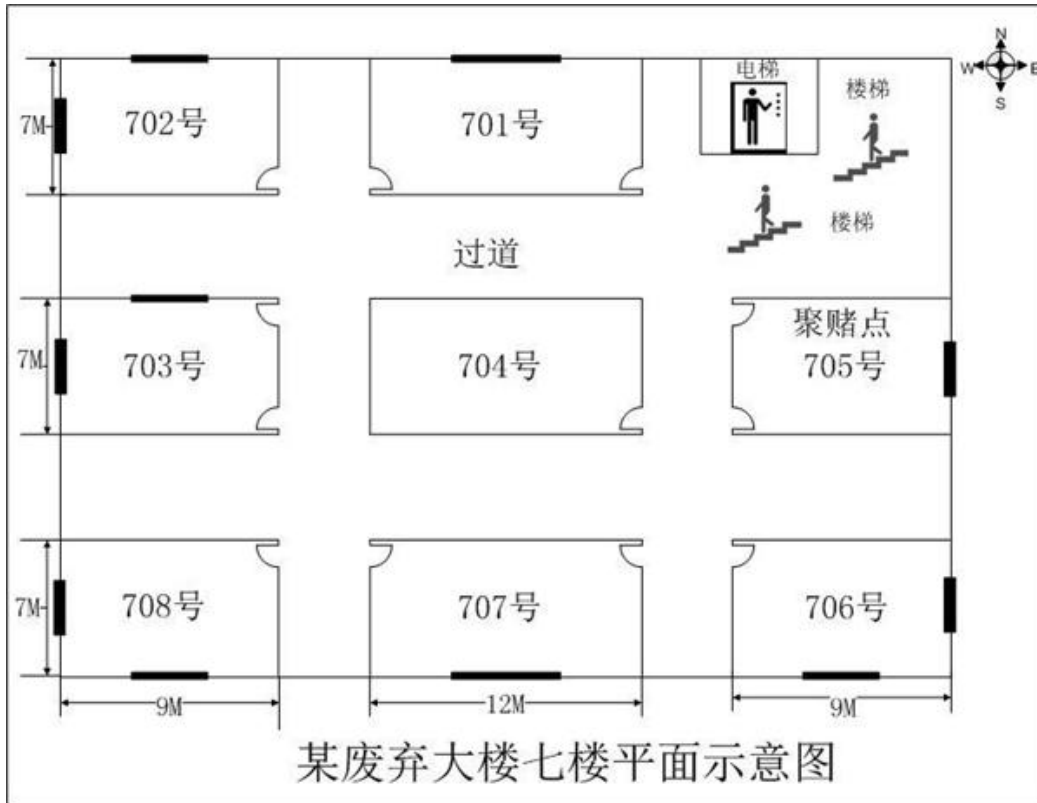 N
W
E
S
电梯
楼梯
7M
702号
701号
楼梯
过道
聚赌点
7M
703号
704号
705号
7M
708号
707号
706号
9M
12M
9M
某废弃大楼七楼平面示意图